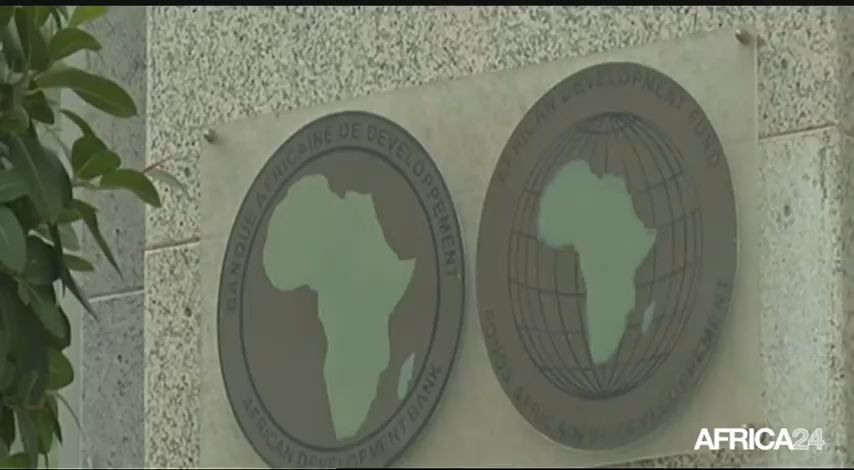 BANQUE AFRICAINE DE DEVELOPPEMENT
AFRICAN DEVELOPMENT BANK
AFRICAN DEVELOPMENT FUND
FONDS AFRICAIN DE DEVELOPPEMENT
AFRICA24